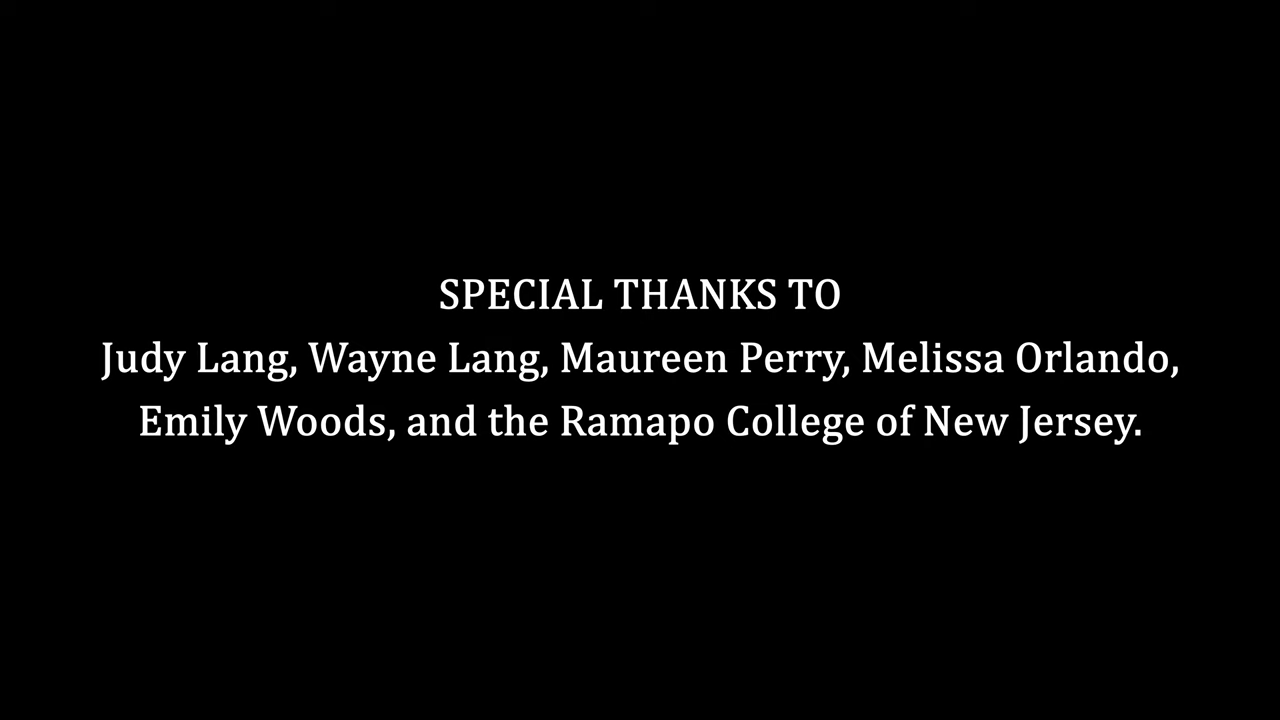 SPECIAL THANKS TO
Judy Lang, Wayne Lang, Maureen Perry, Melissa Orlando,
Emily Woods, and the Ramapo College of New Jersey.